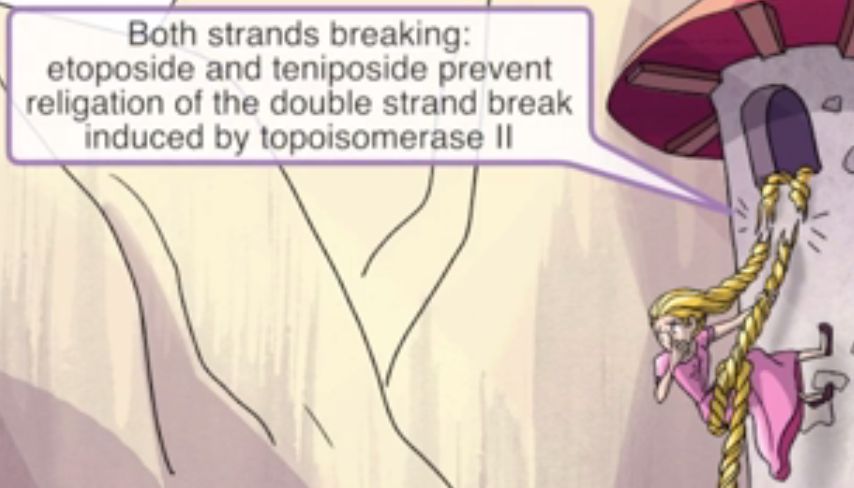 Both strands breaking:
etoposide and teniposide prevent
religation of the double strand break
induced by topoisomerase II